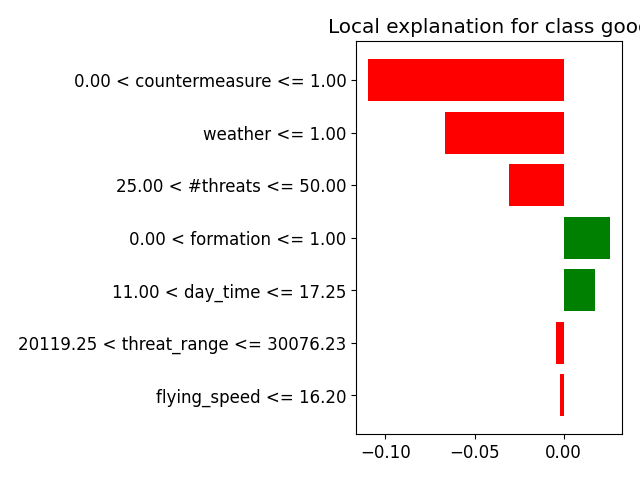 Local explanation for class good
0.00 < countermeasure <= 1.00
weather <= 1.00
25.00 < #threats <= 50.00
0.00 < formation <= 1.00
11.00 < day_time <= 17.25
20119.25 < threat_range <= 30076.23
flying_speed <= 16.20
−0.10 −0.05 0.00